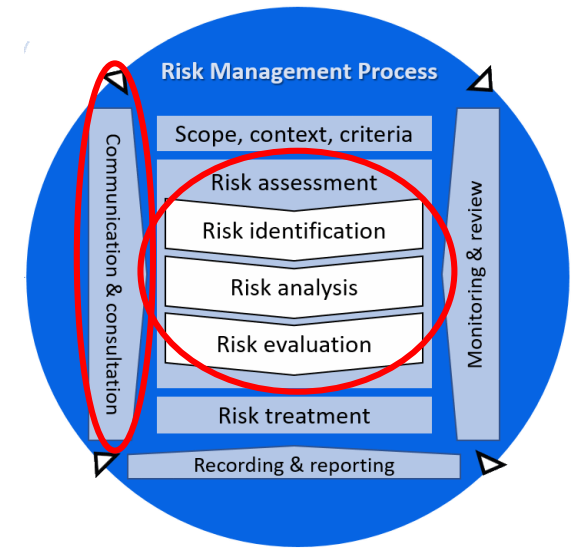 Risk Management Process
Scope, context, criteria
Risk assessment
Risk identification
Risk analysis
Risk evaluation
Risk treatment
Communication & consultation
Monitoring & review
Recording & reporting